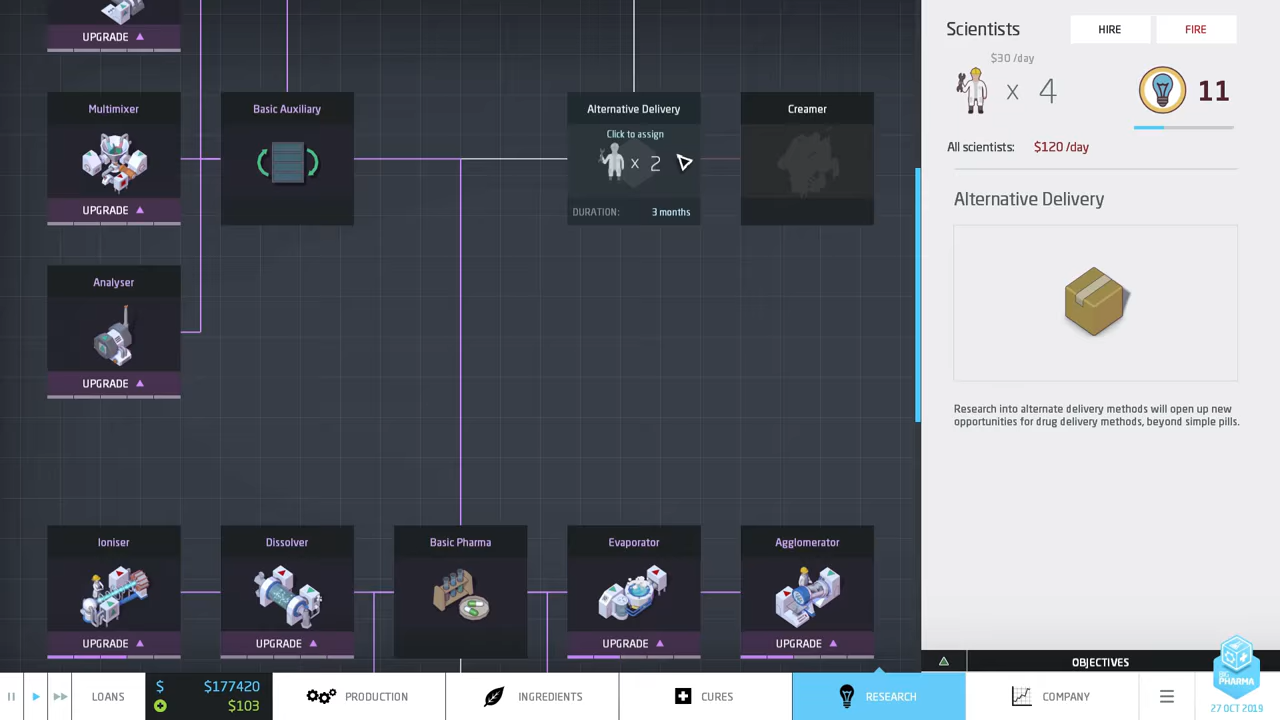 UPGRADE
Multimixer
UPGRADE
Basic Auxiliary
Alternative Delivery
Click to assign
x 2
DURATION: 3 months
Creamer
Analyser
UPGRADE
Ioniser
UPGRADE
Dissolver
UPGRADE
Basic Pharma
Evaporator
UPGRADE
Agglomerator
UPGRADE
Scientists
HIRE
FIRE
$30 /day
x 4
11
All scientists: $120 /day
Alternative Delivery
Research into alternate delivery methods will open up new
opportunities for drug delivery methods, beyond simple pills.
OBJECTIVES
LOANS
$ $177420
$103
PRODUCTION
INGREDIENTS
CURES
RESEARCH
COMPANY
BIG
PHARMA
27 OCT 2019